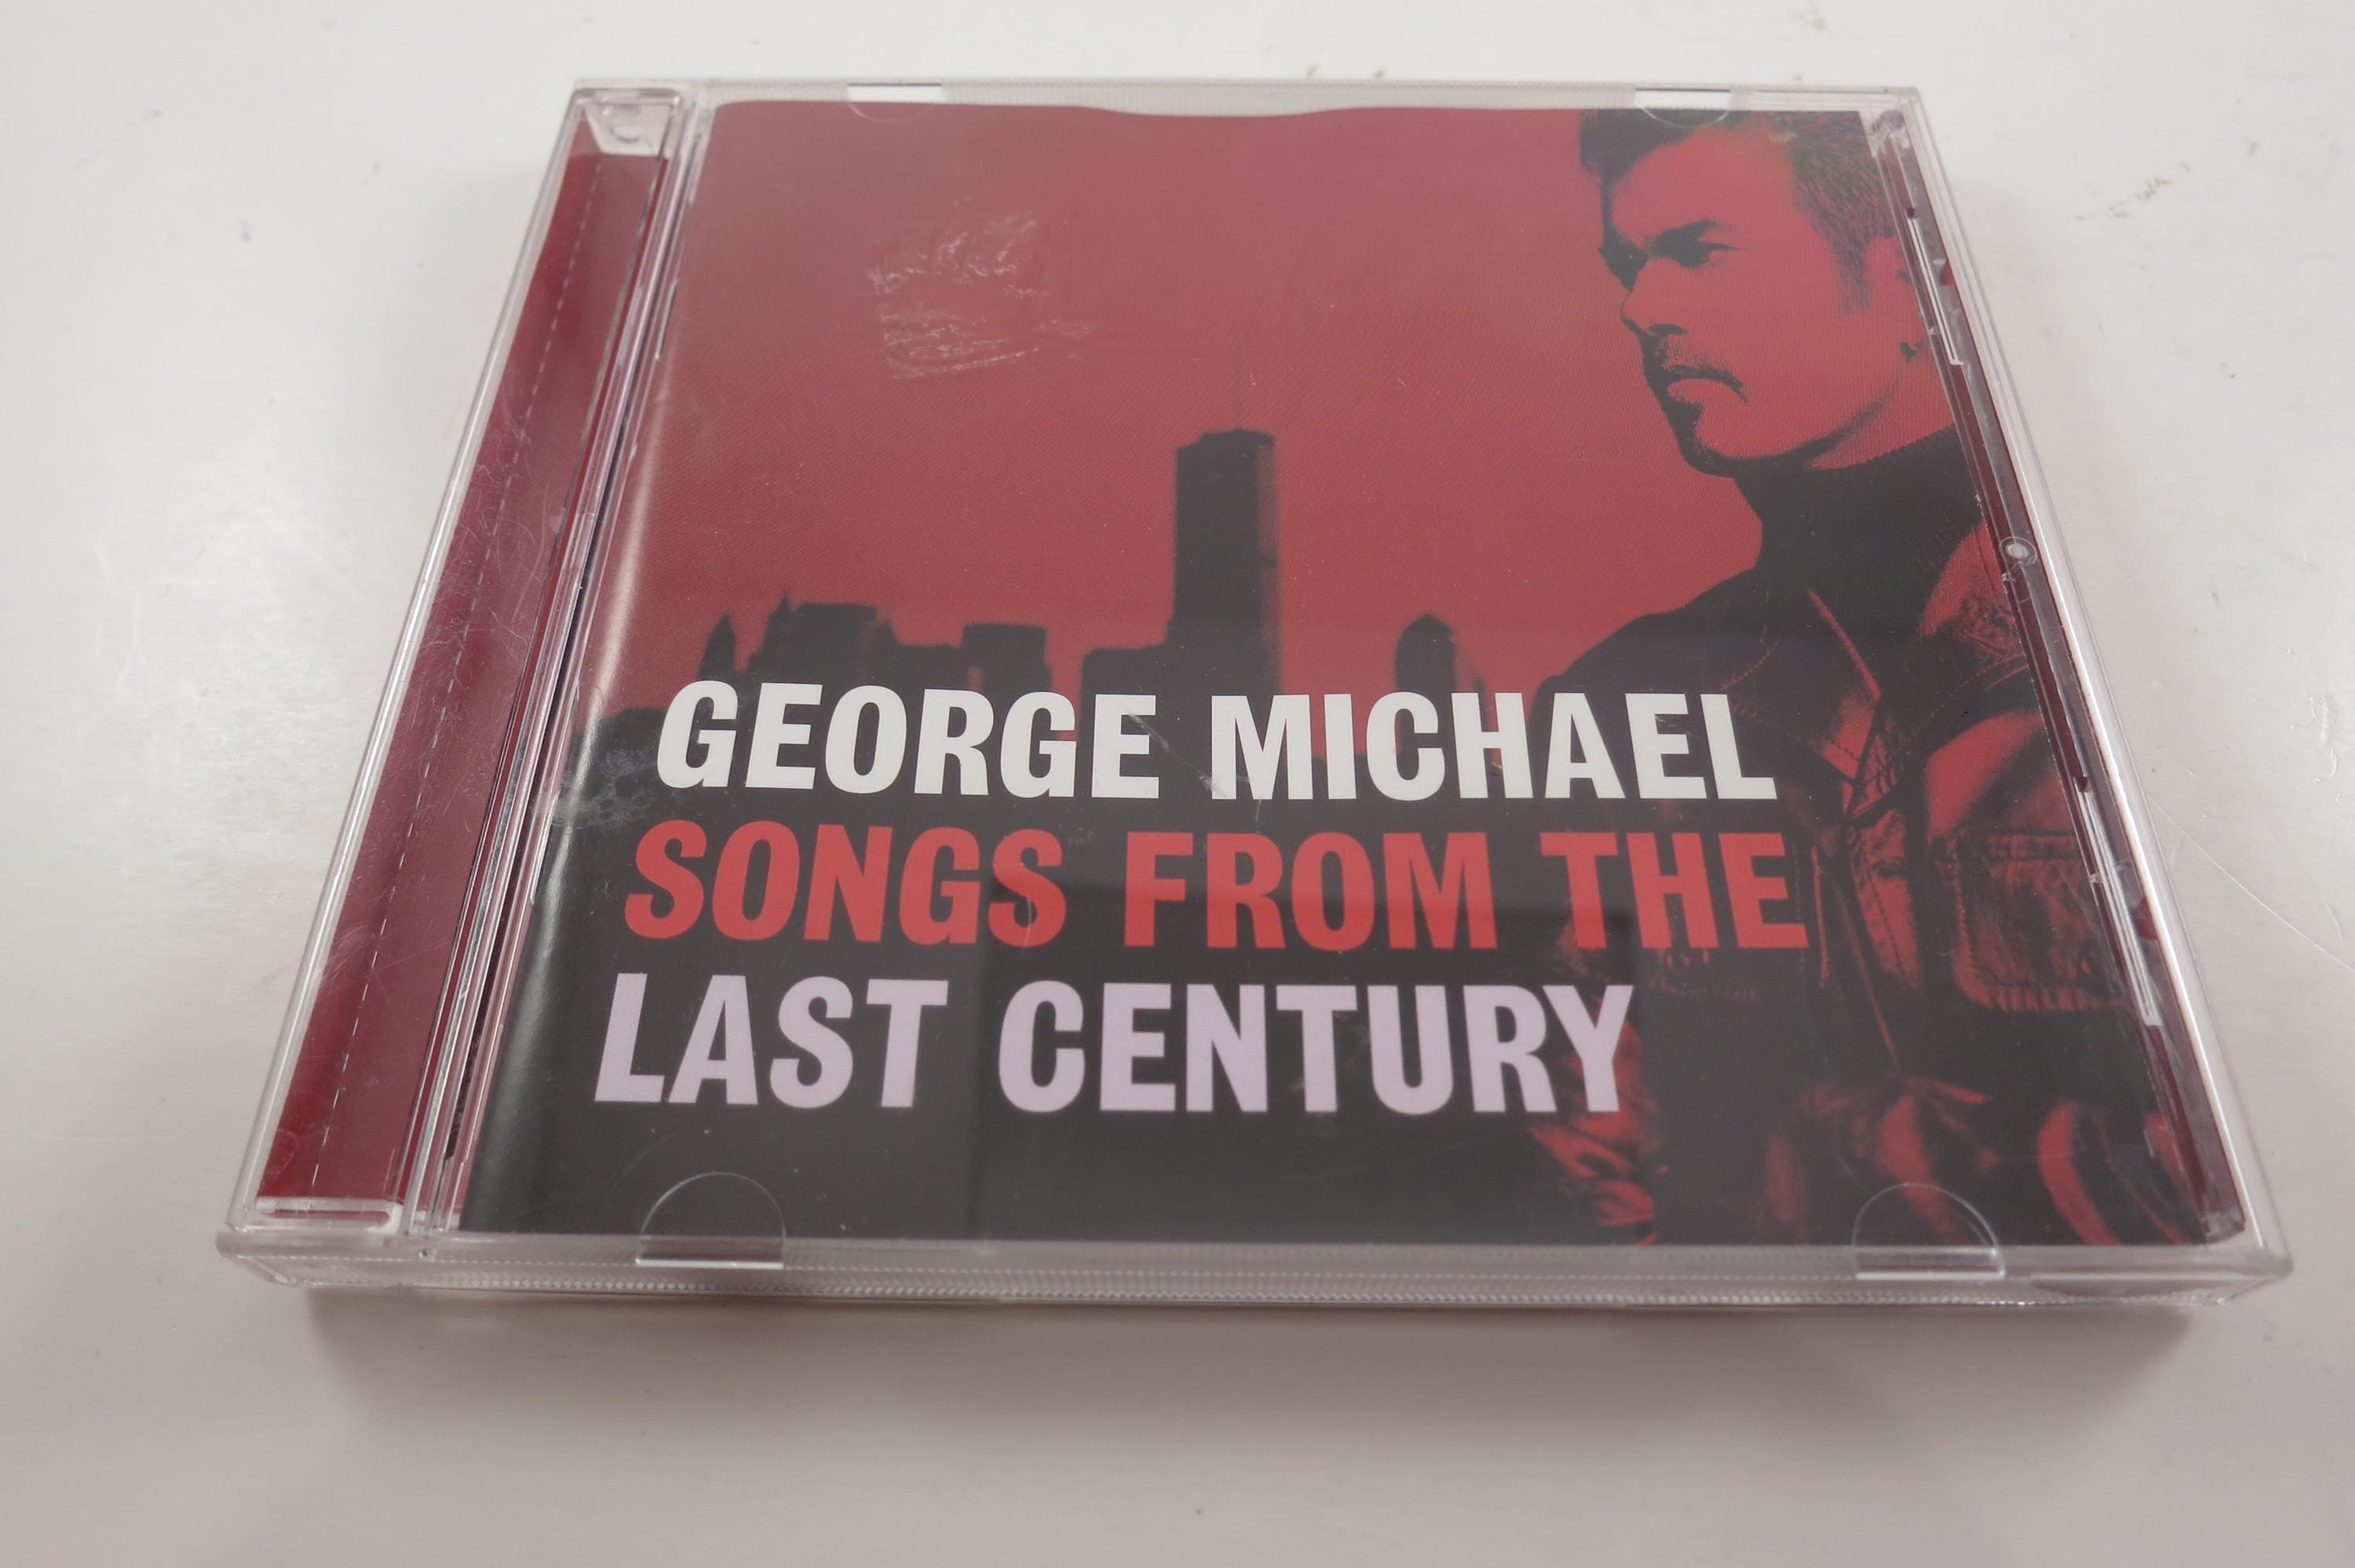 GEORGE MICHAEL
SONGS FROM THE
LAST CENTURY